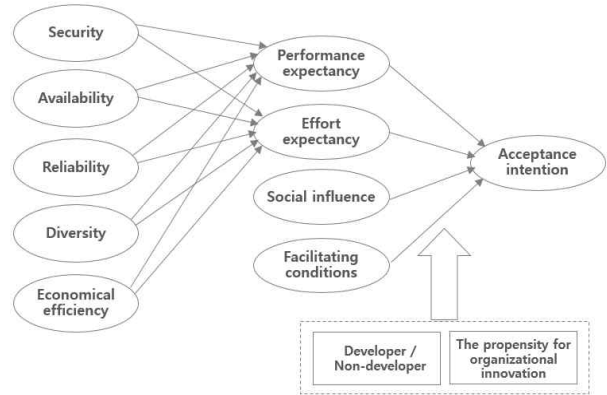 Security
Availability
Reliability
Diversity
Economical
efficiency
Performance
expectancy
Effort
expectancy
Social influence
Facilitating
conditions
Acceptance
intention
Developer /
Non-developer
The propensity for
organizational
innovation